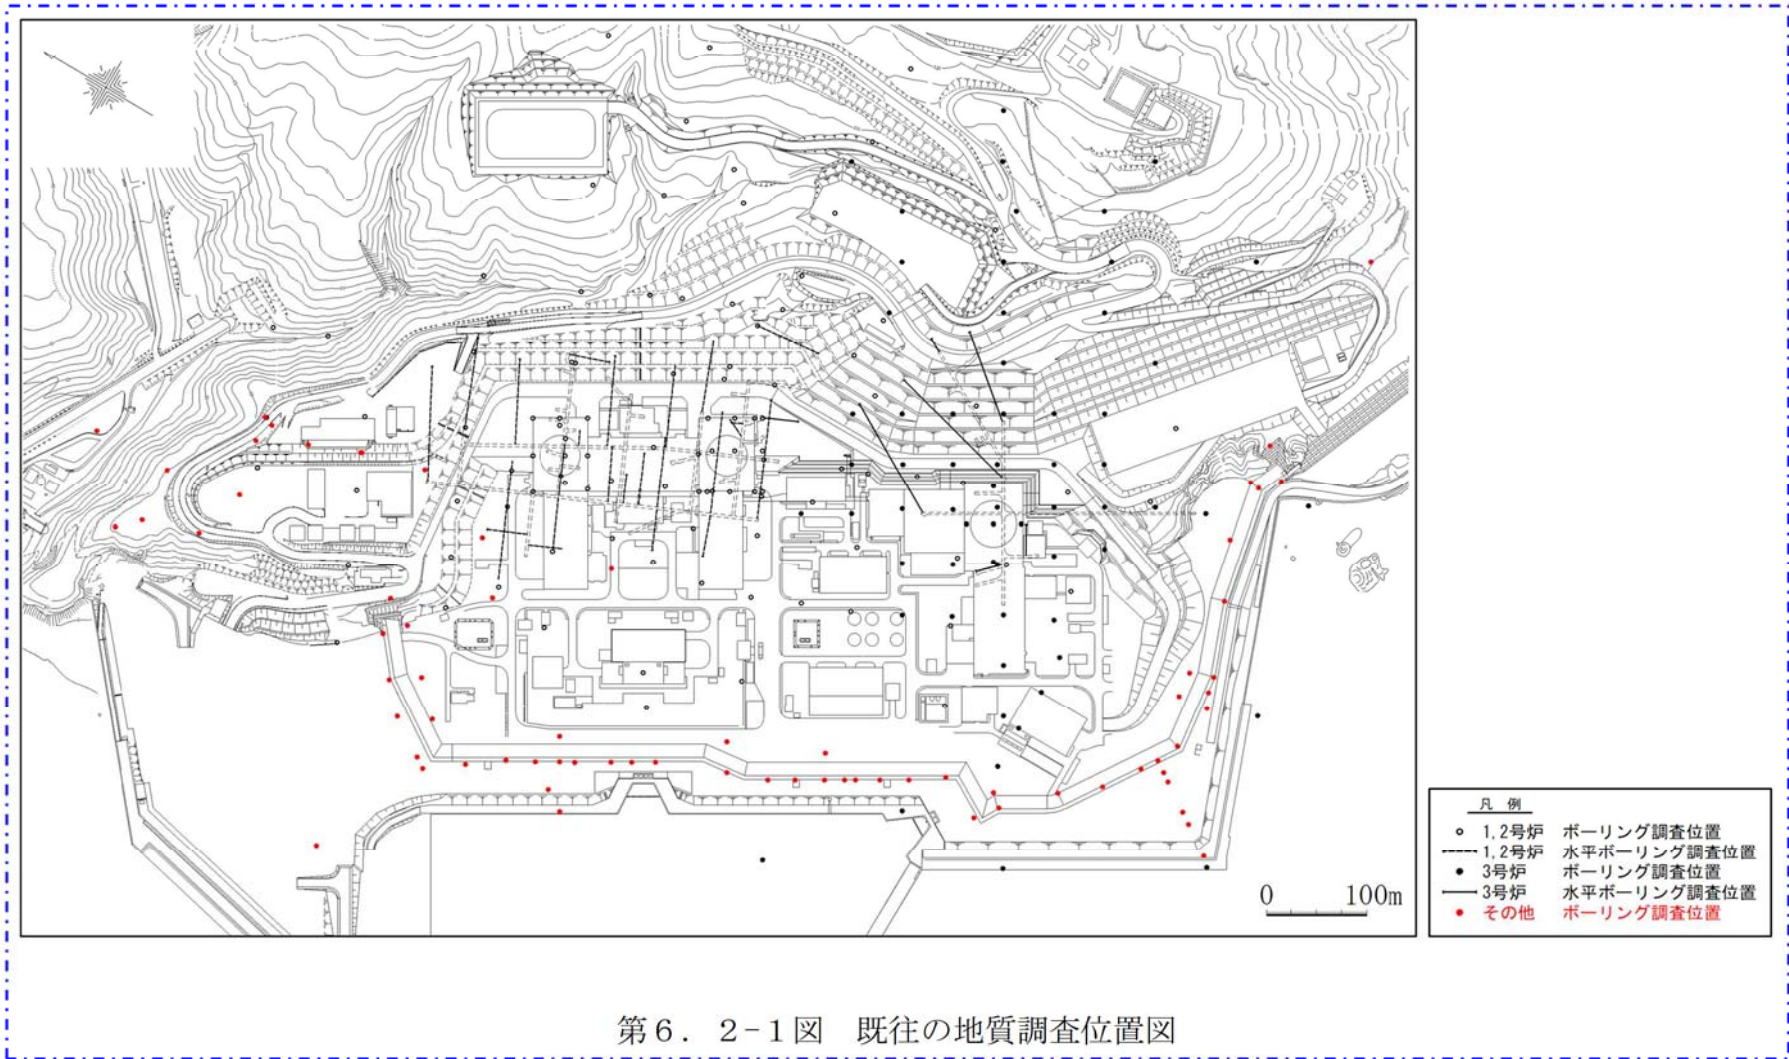 0 100m
凡 例
1,2号炉 ボーリング調査位置
1,2号炉 水平ボーリング調査位置
3号炉 ボーリング調査位置
3号炉 水平ボーリング調査位置
その他 ボーリング調査位置
第6. 2-1図 既往の地質調査位置図